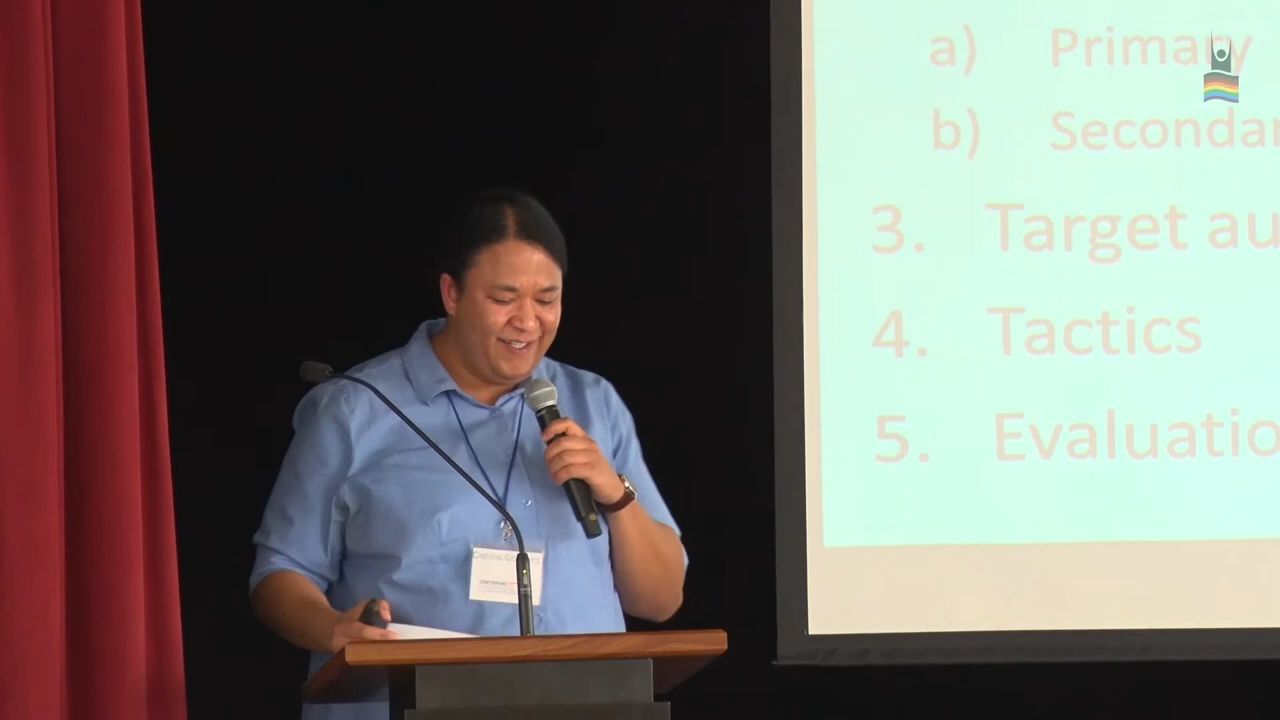 a) Primary
b) Secondar
3. Target au
4. Tactics
5. Evaluatio